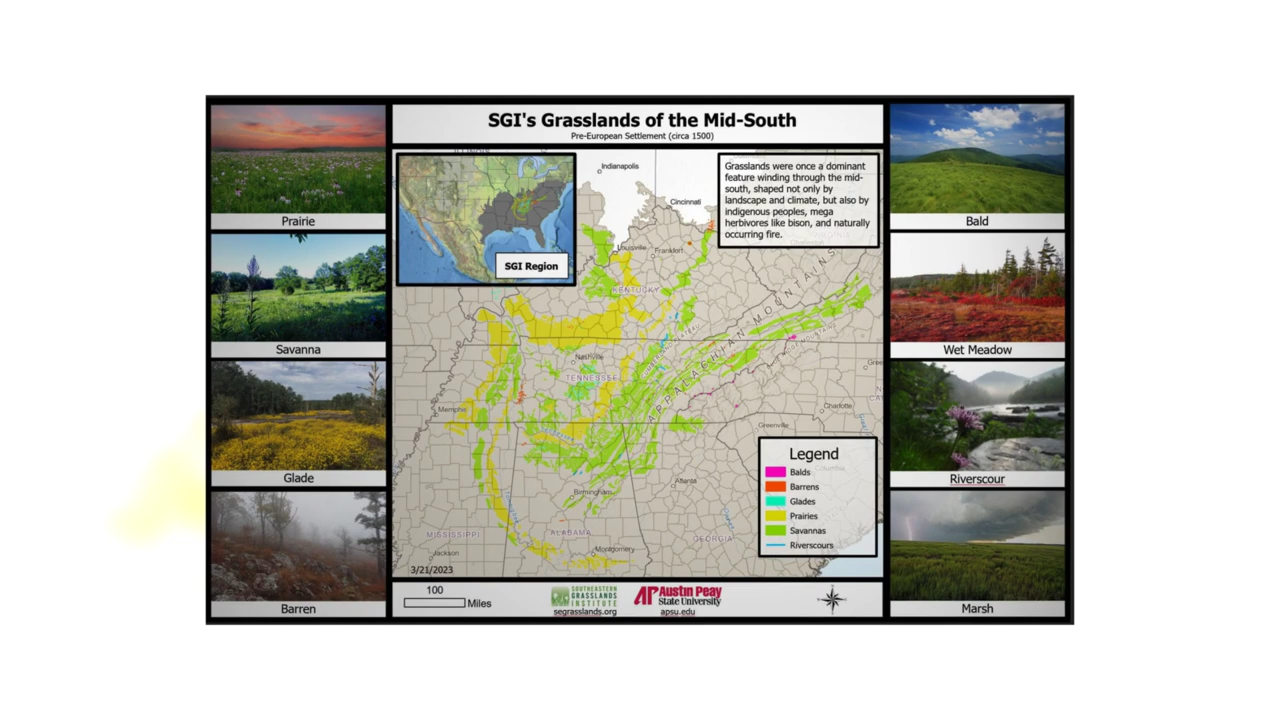 SGI's Grasslands of the Mid-South
Pre-European Settlement (circa 1500)
Prairie
Savanna
Glade
Barren
SGI Region
Grasslands were once a dominant
feature winding through the mid-
south, shaped not only by
landscape and climate, but also by
indigenous peoples, mega
herbivores like bison, and naturally
occurring fire.
Indianapolis
Cincinnati
Louisville
Frankfort
KENTUCKY
APPALACHIAN MOUNTAINS
Nashville
TENNESSEE
Memphis
Charlotte
Greenville
Atlanta
Birmingham
MISSISSIPPI
ALABAMA
GEORGIA
Jackson
Montgomery
Legend
Balds
Barrens
Glades
Prairies
Savannas
Riverscours
3/21/2023
100
Miles
SOUTHEASTERN
GRASSLANDS
INSTITUTE
segrasslands.org
AP Austin Peay
State University
apsu.edu
Bald
Wet Meadow
Riverscour
Marsh